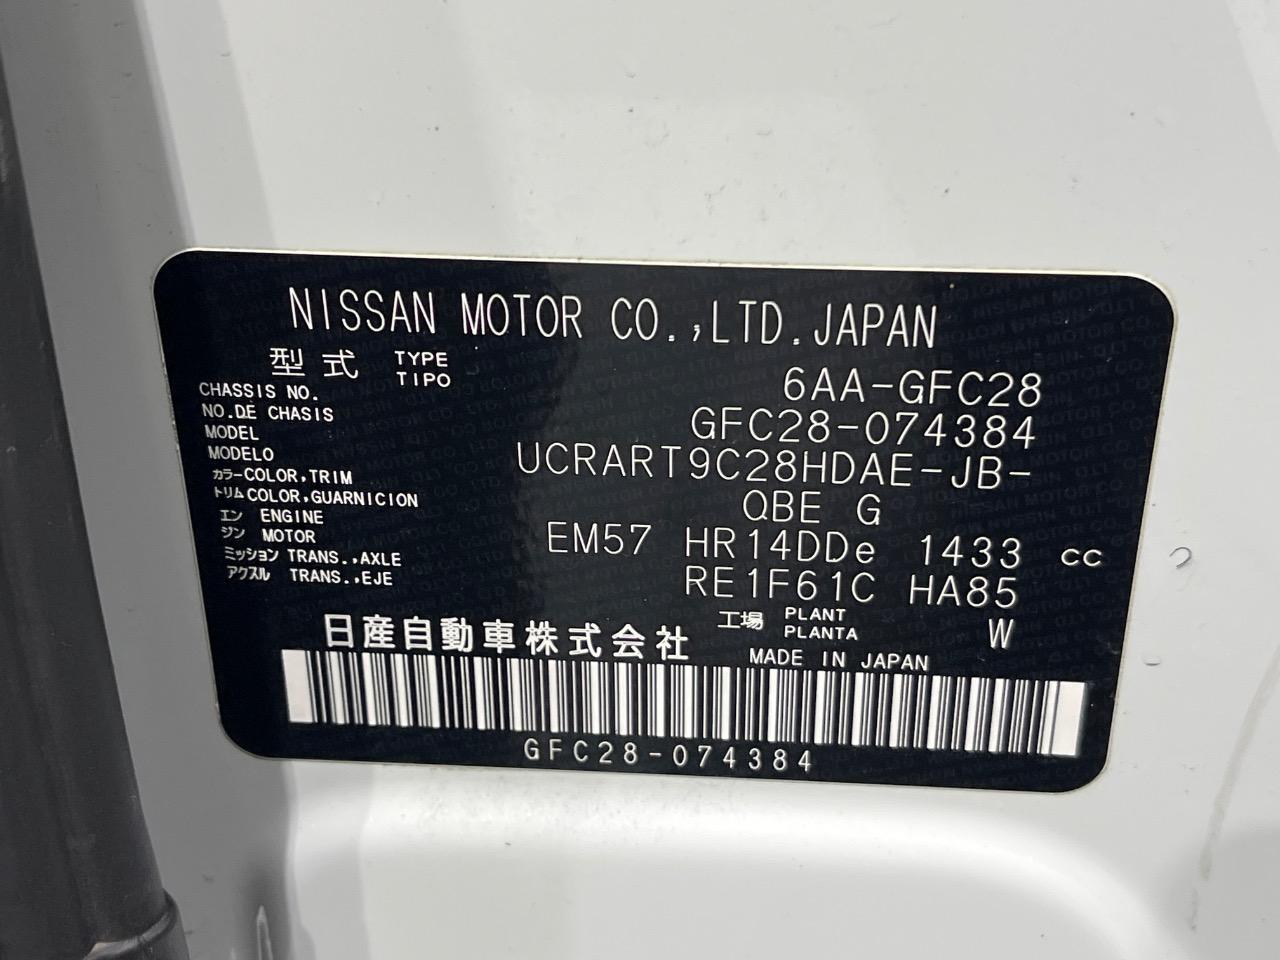 NISSAN MOTOR CO.,LTD.JAPAN
型式 TYPE TIPO 6AA-GFC28
CHASSIS NO. NO.DE CHASIS GFC28-074384
MODEL MODELO UCRART9C28HDAE-JB-
カラー COLOR,TRIM トリム COLOR,GUARNICION QBE G
エンジン ENGINE MOTOR EM57 HR14DDe 1433 cc
ミッション TRANS.,AXLE アクスル TRANS.,EJE RE1F61C HA85
工場 PLANT PLANTA W
日産自動車株式会社 MADE IN JAPAN
GFC28-074384